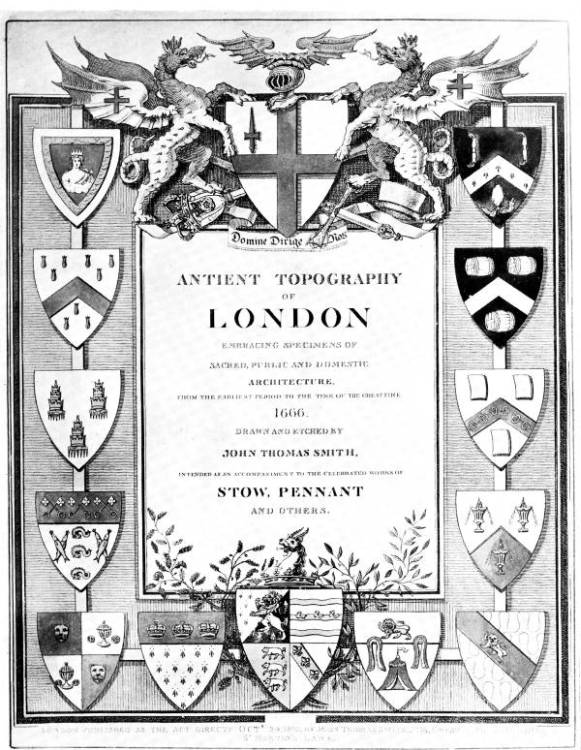 Domine Dirige Nos
ANTIENT TOPOGRAPHY
OF
LONDON
EMBRACING SPECIMENS OF
SACRED, PUBLIC AND DOMESTIC
ARCHITECTURE,
FROM THE EARLIEST PERIOD TO THE TIME OF THE GREAT FIRE
1666.
DRAWN AND ETCHED BY
JOHN THOMAS SMITH,
INTENDED AS AN ACCOMPANIMENT TO THE CELEBRATED WORKS OF
STOW, PENNANT
AND OTHERS.
LONDON PUBLISHED AS THE ACT DIRECTS OCT